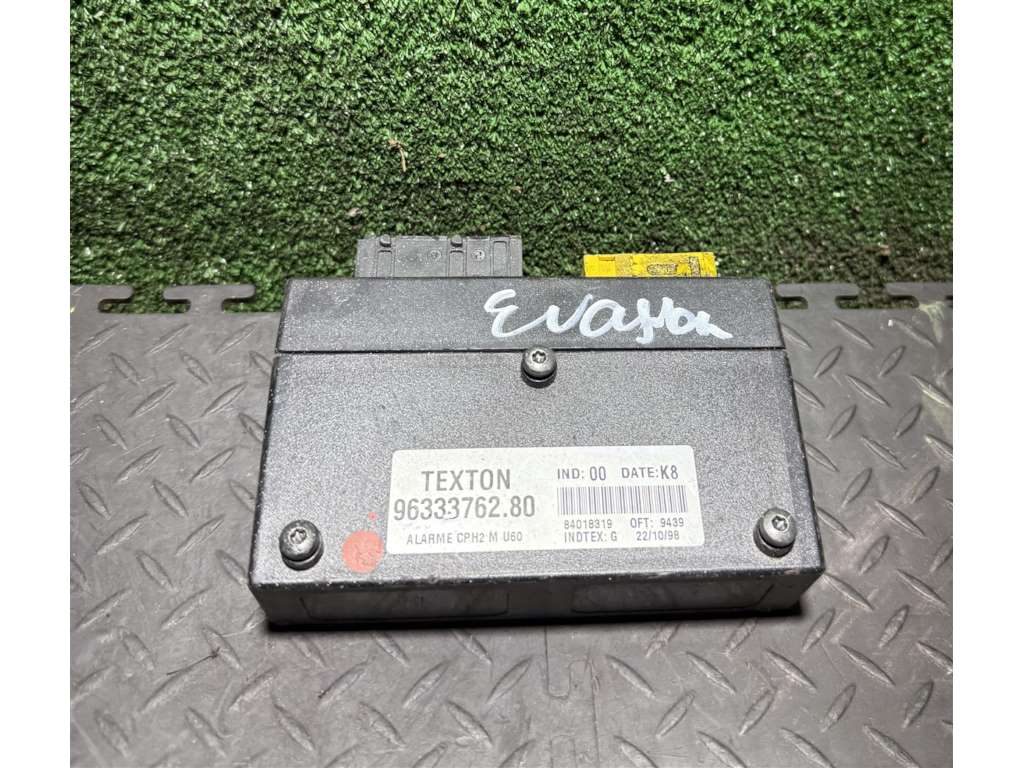 Evasion
TEXTON
96333762.80
ALARME CPH2 M U60
IND: 00 DATE: K8
84018319 OFT: 9439
INDTEX: G 22/10/98